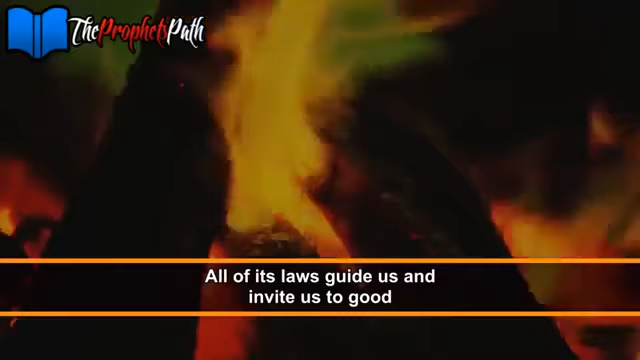 TheProphetsPath
All of its laws guide us and
invite us to good